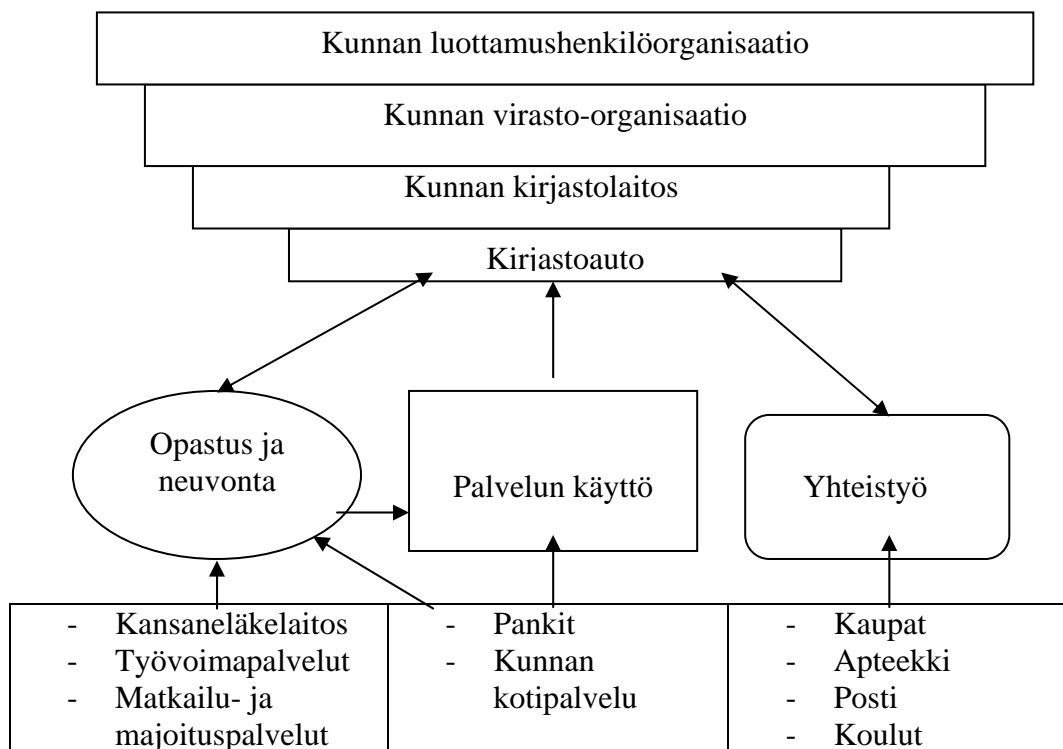 Kunnan luottamushenkilöorganisaatio
Kunnan virasto-organisaatio
Kunnan kirjastolaitos
Kirjastoauto
Opastus ja
neuvonta
Palvelun käyttö
Yhteistyö
- Kansaneläkelaitos
- Työvoimapalvelut
- Matkailu- ja
majoituspalvelut
- Pankit
- Kunnan
kotipalvelu
- Kaupat
- Apteekki
- Posti
- Koulut